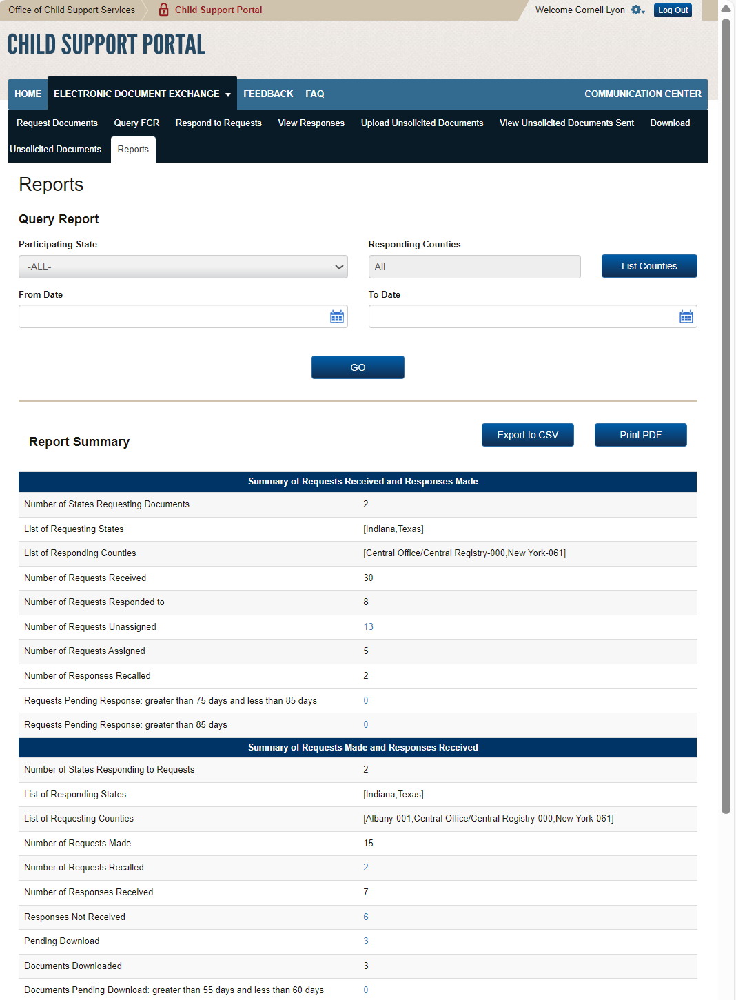 Office of Child Support Services Child Support Portal Welcome Cornell Lyon Log Out
CHILD SUPPORT PORTAL
HOME ELECTRONIC DOCUMENT EXCHANGE FEEDBACK FAQ COMMUNICATION CENTER
Request Documents Query FCR Respond to Requests View Responses Upload Unsolicited Documents View Unsolicited Documents Sent Download
Unsolicited Documents Reports
Reports
Query Report
Participating State Responding Counties
-ALL- All List Counties
From Date To Date
GO
Report Summary Export to CSV Print PDF
Summary of Requests Received and Responses Made
Number of States Requesting Documents 2
List of Requesting States [Indiana,Texas]
List of Responding Counties [Central Office/Central Registry-000,New York-061]
Number of Requests Received 30
Number of Requests Responded to 8
Number of Requests Unassigned 13
Number of Requests Assigned 5
Number of Responses Recalled 2
Requests Pending Response: greater than 75 days and less than 85 days 0
Requests Pending Response: greater than 85 days 0
Summary of Requests Made and Responses Received
Number of States Responding to Requests 2
List of Responding States [Indiana,Texas]
List of Requesting Counties [Albany-001,Central Office/Central Registry-000,New York-061]
Number of Requests Made 15
Number of Requests Recalled 2
Number of Responses Received 7
Responses Not Received 6
Pending Download 3
Documents Downloaded 3
Documents Pending Download: greater than 55 days and less than 60 days 0